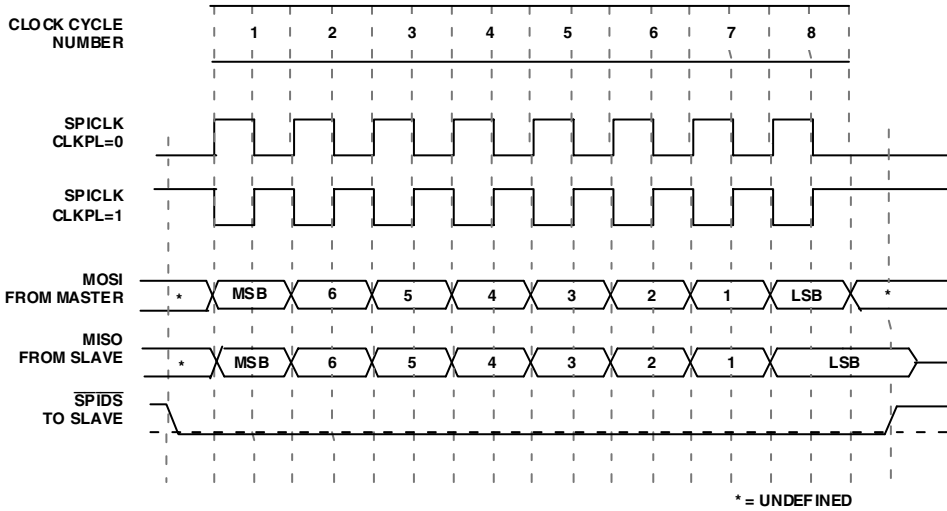 CLOCK CYCLE
NUMBER
1 2 3 4 5 6 7 8
SPICLK
CLKPL=0
SPICLK
CLKPL=1
MOSI
FROM MASTER
* MSB 6 5 4 3 2 1 LSB *
MISO
FROM SLAVE
* MSB 6 5 4 3 2 1 LSB
SPIDS
TO SLAVE
* = UNDEFINED